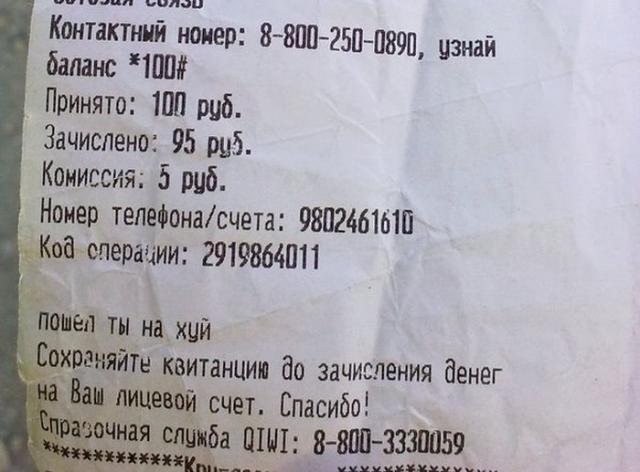 сотовая связь
Контактный номер: 8-800-250-0890, узнай
баланс *100#
Принято: 100 руб.
Зачислено: 95 руб.
Комиссия: 5 руб.
Номер телефона/счета: 9802461610
Код операции: 2919864011
пошел ты на хуй
Сохраняйте квитанцию до зачисления денег
на Ваш лицевой счет. Спасибо!
Справочная служба QIWI: 8-800-3330059